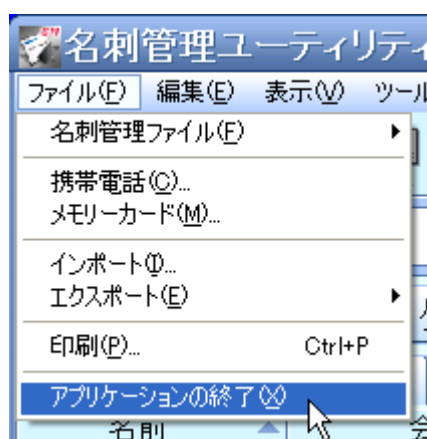 名刺管理ユーティリティ
ファイル(F) 編集(E) 表示(V) ツール
名刺管理ファイル(F)
携帯電話(C)...
メモリーカード(M)...
インポート(I)...
エクスポート(E)
印刷(P)... Ctrl+P
アプリケーションの終了(X)
名前